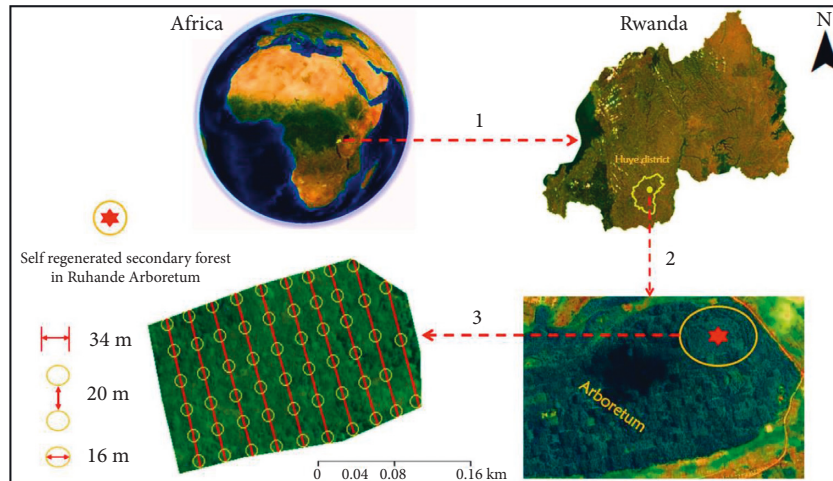 Africa
Rwanda
N
1
Huye district
Self regenerated secondary forest
in Ruhande Arboretum
2
3
34 m
20 m
16 m
Arboretum
0 0.04 0.08 0.16 km